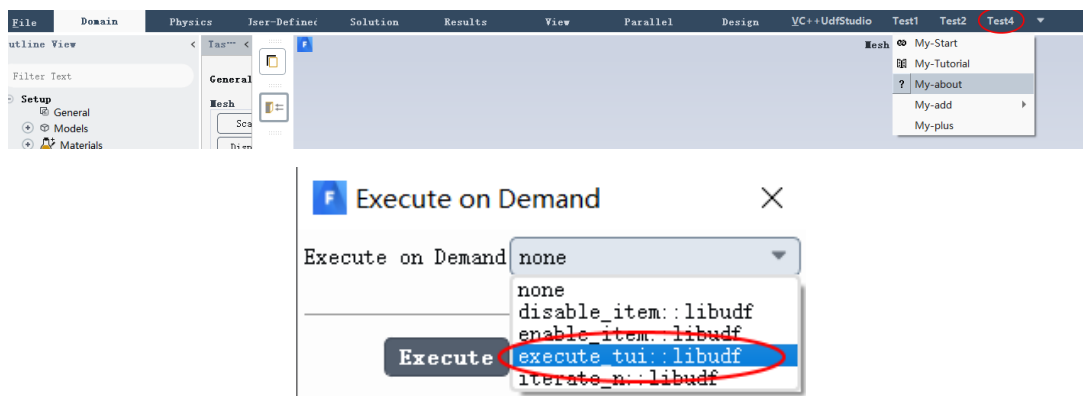 File Domain Physics Jser-Definec Solution Results View Parallel Design VC++UdfStudio Test1 Test2 Test4
utline View < Tas... < Mesh
My-Start
Filter Text
My-Tutorial
General
? My-about
Setup
Mesh
General
My-add
Models
Sca
My-plus
Materials
Disp
F Execute on Demand
Execute on Demand none
none
disable_item::libudf
enable_item::libudf
Execute execute_tui::libudf
iterate_n::libudf